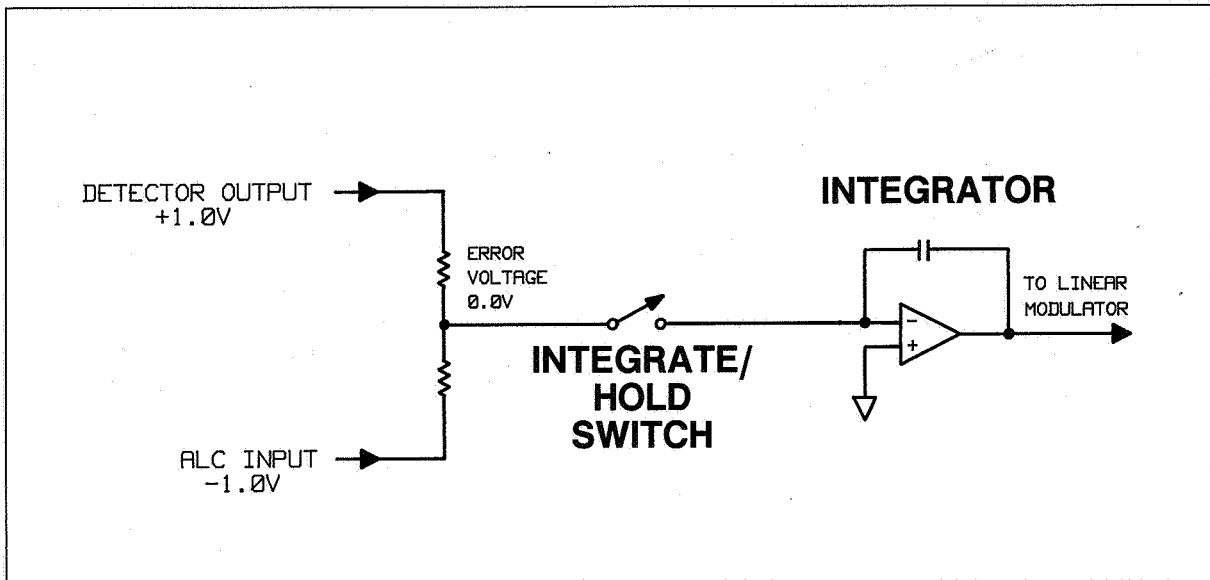 DETECTOR OUTPUT
+1.0V
INTEGRATOR
ERROR
VOLTAGE
0.0V
TO LINEAR
MODULATOR
−
+
INTEGRATE/
HOLD
SWITCH
ALC INPUT
-1.0V